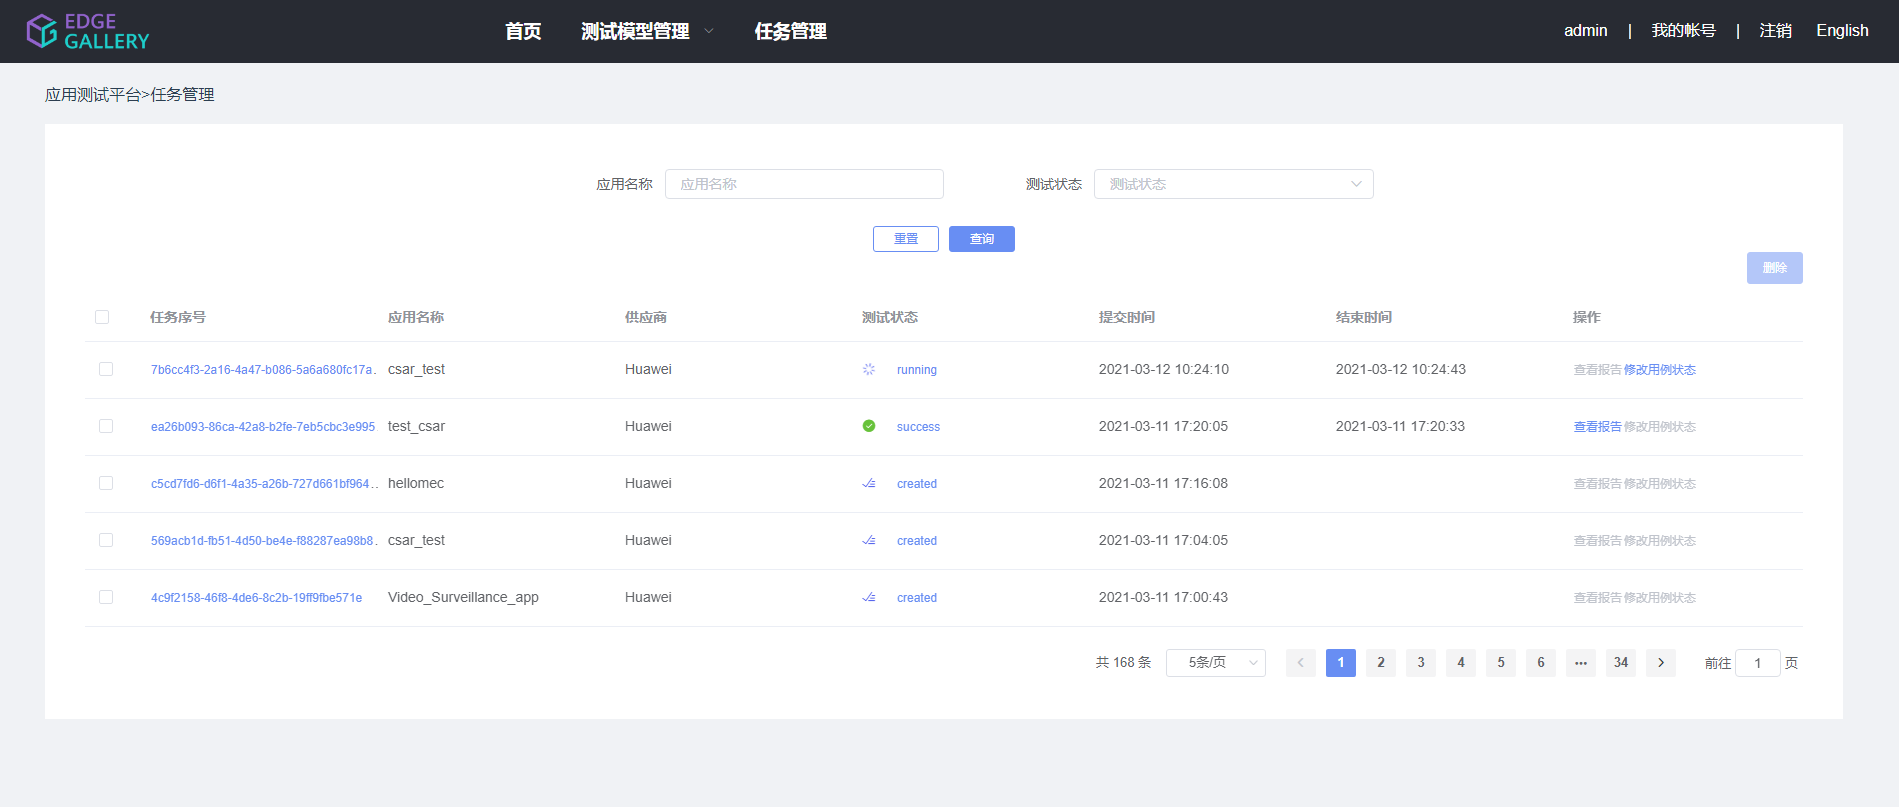 EDGE GALLERY 首页 测试模型管理 任务管理 admin | 我的帐号 | 注销 English
应用测试平台>任务管理
应用名称 应用名称 测试状态 测试状态
重置 查询
删除
任务序号 应用名称 供应商 测试状态 提交时间 结束时间 操作
7b6cc4f3-2a16-4a47-b086-5a6a680fc17a. csar_test Huawei running 2021-03-12 10:24:10 2021-03-12 10:24:43 查看报告 修改用例状态
ea26b093-86ca-42a8-b2fe-7eb5cbc3e995 test_csar Huawei success 2021-03-11 17:20:05 2021-03-11 17:20:33 查看报告 修改用例状态
c5cd7fd6-d6f1-4a35-a26b-727d661bf964.. hellomec Huawei created 2021-03-11 17:16:08 查看报告 修改用例状态
569acb1d-fb51-4d50-be4e-f88287ea98b8. csar_test Huawei created 2021-03-11 17:04:05 查看报告 修改用例状态
4c9f2158-46f8-4de6-8c2b-19ff9fbe571e Video_Surveillance_app Huawei created 2021-03-11 17:00:43 查看报告 修改用例状态
共 168 条 5条/页 < 1 2 3 4 5 6 ••• 34 > 前往 1 页